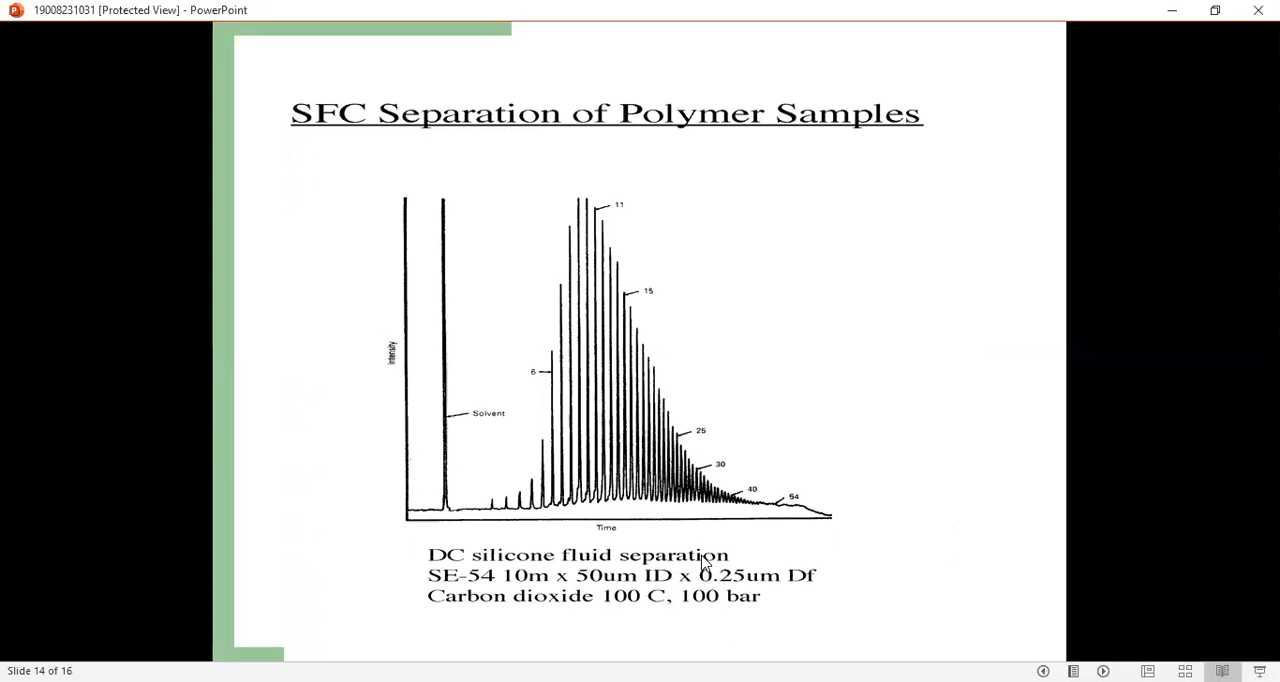 19008231031 [Protected View] - PowerPoint
SFC Separation of Polymer Samples
11
15
6
Intensity
Solvent
25
30
40
54
Time
DC silicone fluid separation
SE-54 10m x 50um ID x 0.25um Df
Carbon dioxide 100 C, 100 bar
Slide 14 of 16